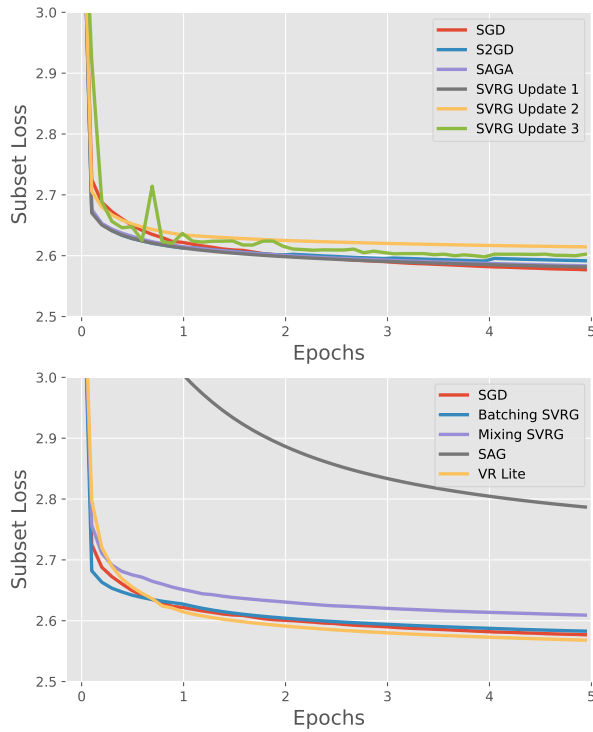 3.0
2.9
2.8
2.7
2.6
2.5
Subset Loss
SGD
S2GD
SAGA
SVRG Update 1
SVRG Update 2
SVRG Update 3
0 1 2 3 4 5
Epochs
3.0
2.9
2.8
2.7
2.6
2.5
Subset Loss
SGD
Batching SVRG
Mixing SVRG
SAG
VR Lite
0 1 2 3 4 5
Epochs